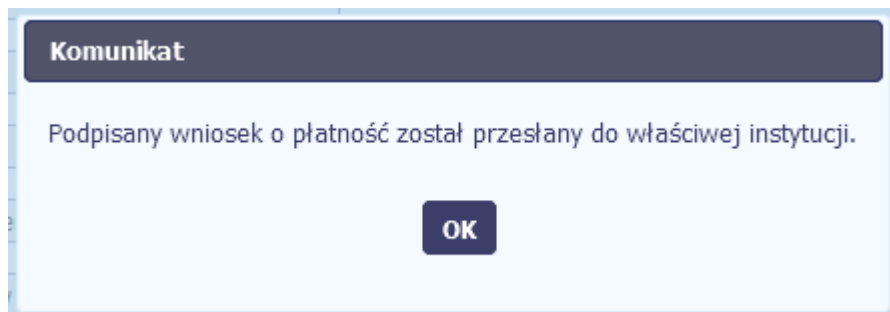 Komunikat
Podpisany wniosek o płatność został przesłany do właściwej instytucji.
OK